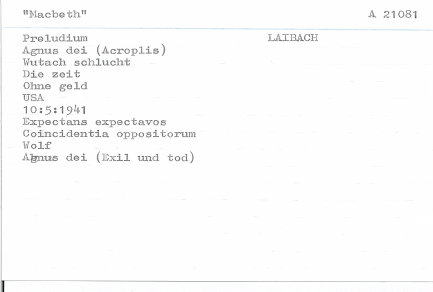 "Macbeth" A 21081
Preludium LAIBACH
Agnus dei (Acroplis)
Wutach schlucht
Die zeit
Ohne geld
USA
10:5:1941
Expectans expectavos
Coincidentia oppositorum
Wolf
Agnus dei (Exil und tod)